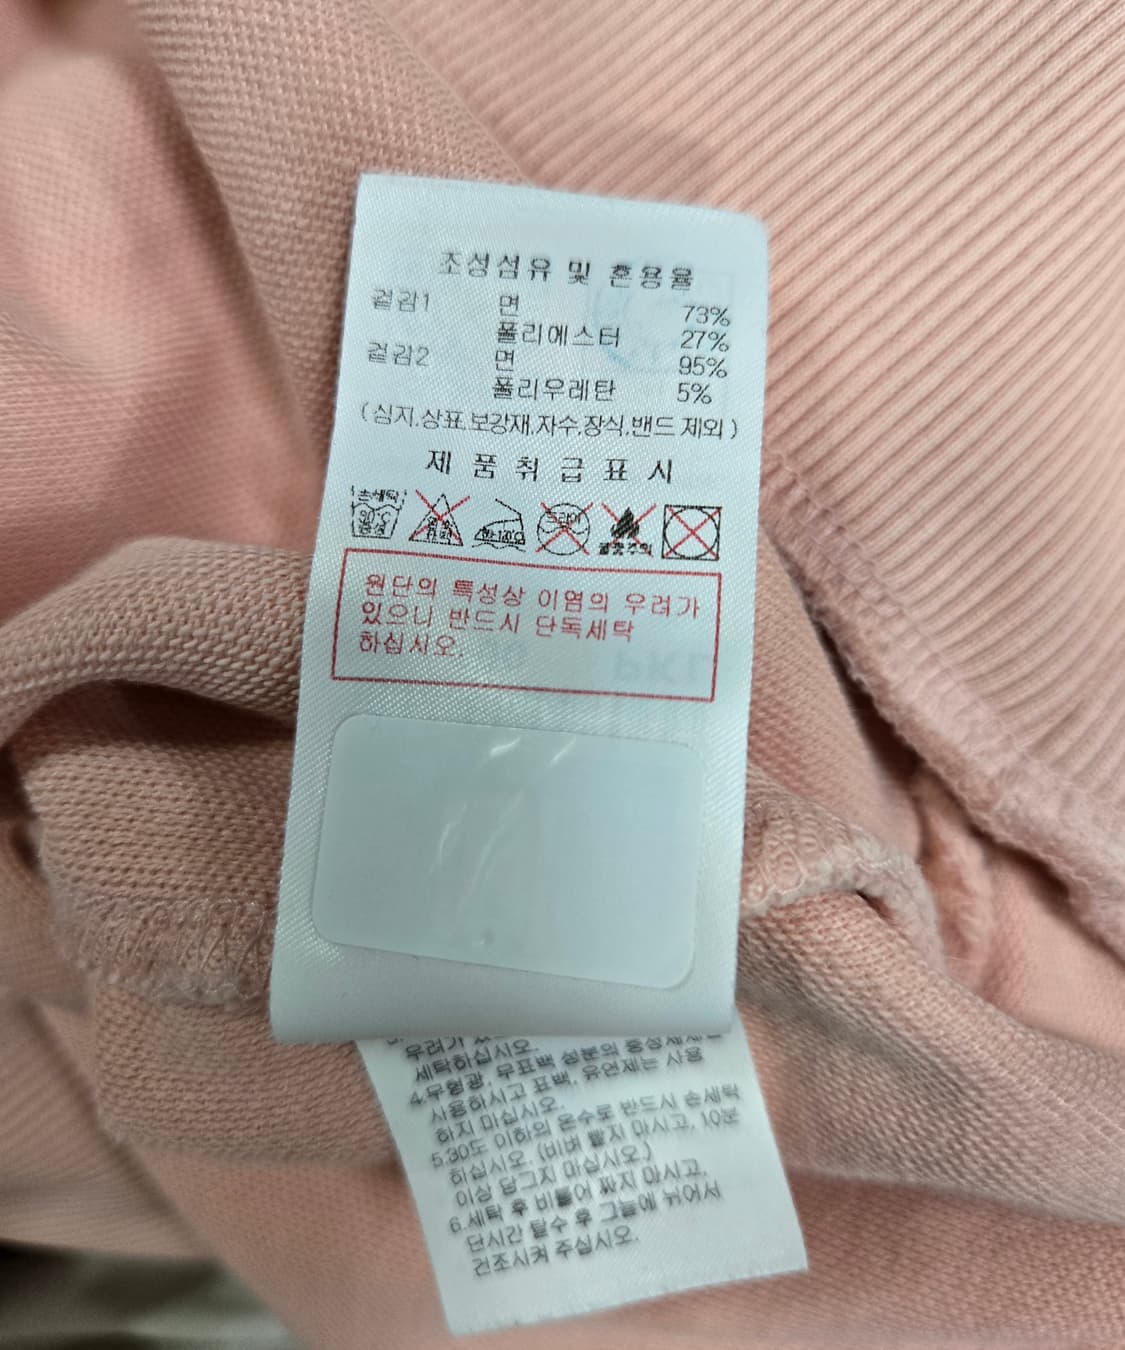 조성섬유 및 혼용율
겉감1 면 73%
폴리에스터 27%
겉감2 면 95%
폴리우레탄 5%
(심지,상표,보강재,자수,장식,밴드 제외)
제 품 취 급 표 시
손세탁
80~120℃
드라이
불꽃주의
원단의 특성상 이염의 우려가
있으니 반드시 단독세탁
하십시오.
우려가
세탁하십시오.
4.무형광, 무표백 성분의 중성세제를
사용하시고 표백, 유연제는 사용
하지 마십시오.
5.30도 이하의 온수로 반드시 손세탁
하십시오. (비벼 빨지 마시고, 10분
이상 담그지 마십시오.)
6.세탁 후 비틀어 짜지 마시고,
단시간 탈수 후 그늘에 뉘어서
건조시켜 주십시오.